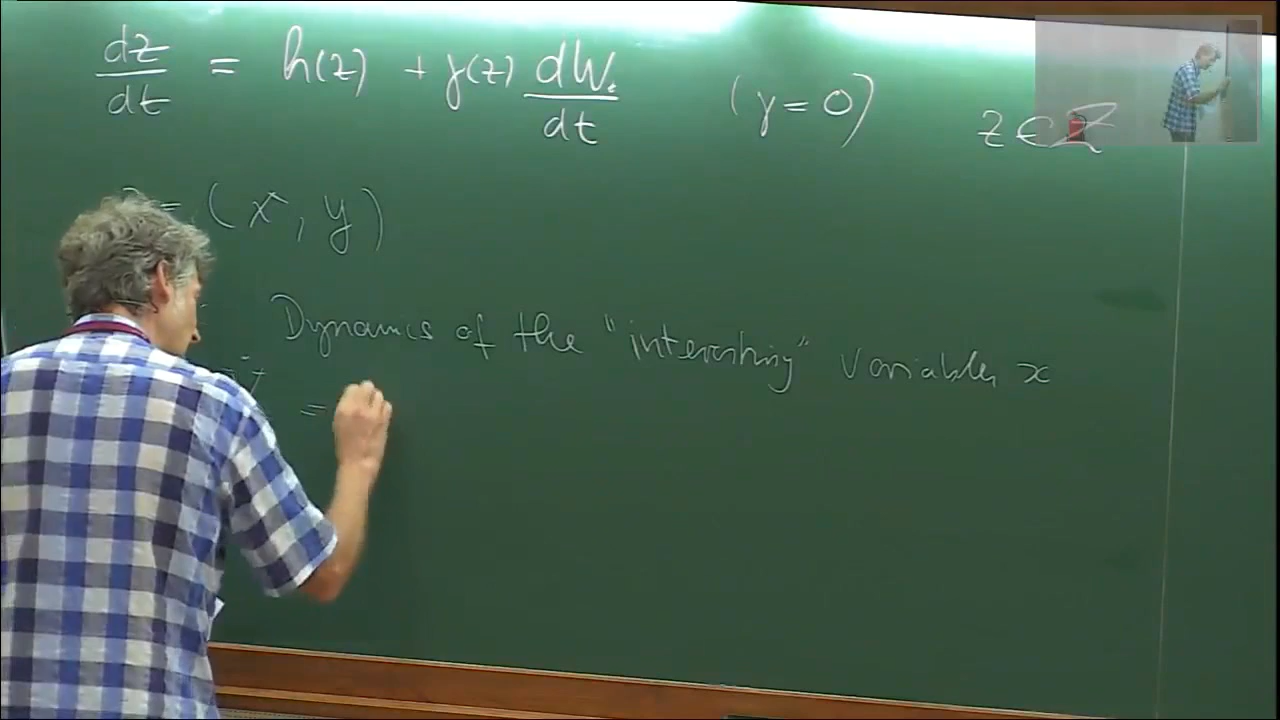 dz/dt = h(z) + γ(z) dW/dt (γ = 0) z ∈ Z
= (x, y)
Dynamics of the "interesting" variables x
=